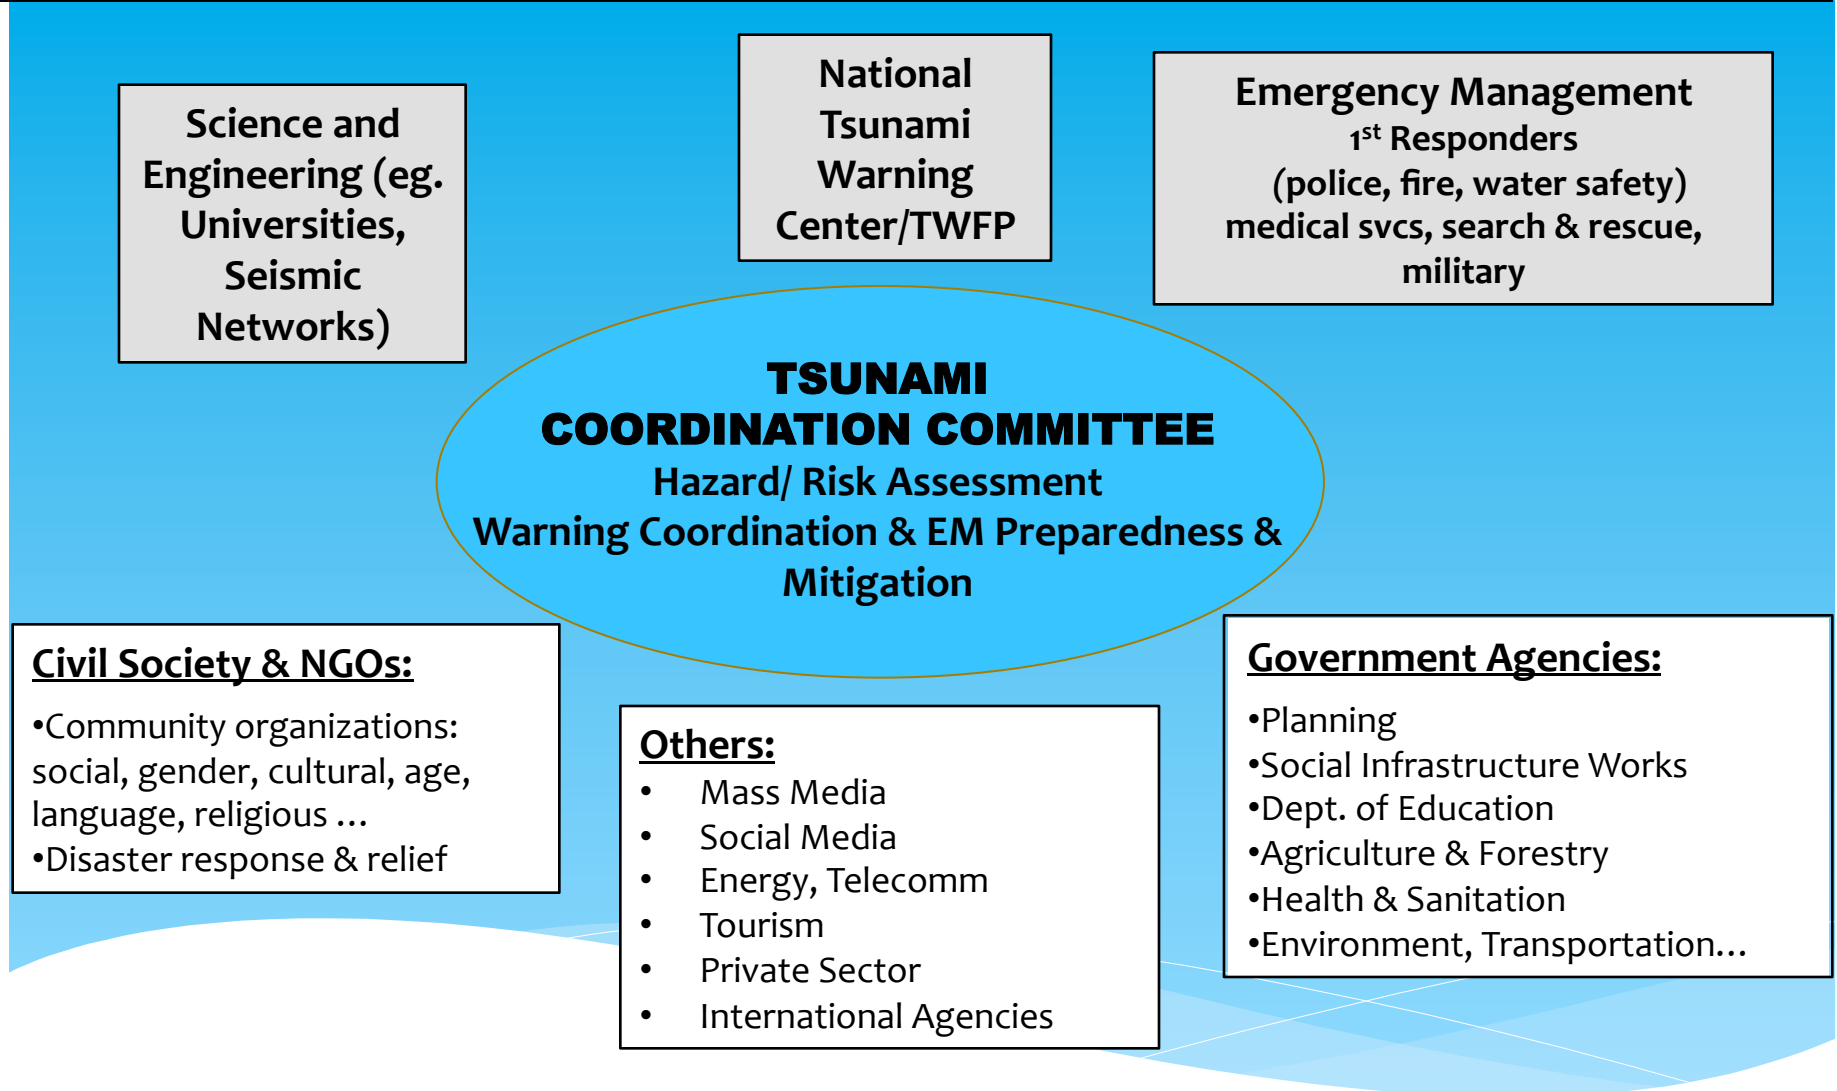 Science and
Engineering (eg.
Universities,
Seismic
Networks)
National
Tsunami
Warning
Center/TWFP
Emergency Management
1st Responders
(police, fire, water safety)
medical svcs, search & rescue,
military
TSUNAMI
COORDINATION COMMITTEE
Hazard/ Risk Assessment
Warning Coordination & EM Preparedness &
Mitigation
Civil Society & NGOs:
•Community organizations:
social, gender, cultural, age,
language, religious …
•Disaster response & relief
Others:
• Mass Media
• Social Media
• Energy, Telecomm
• Tourism
• Private Sector
• International Agencies
Government Agencies:
•Planning
•Social Infrastructure Works
•Dept. of Education
•Agriculture & Forestry
•Health & Sanitation
•Environment, Transportation…